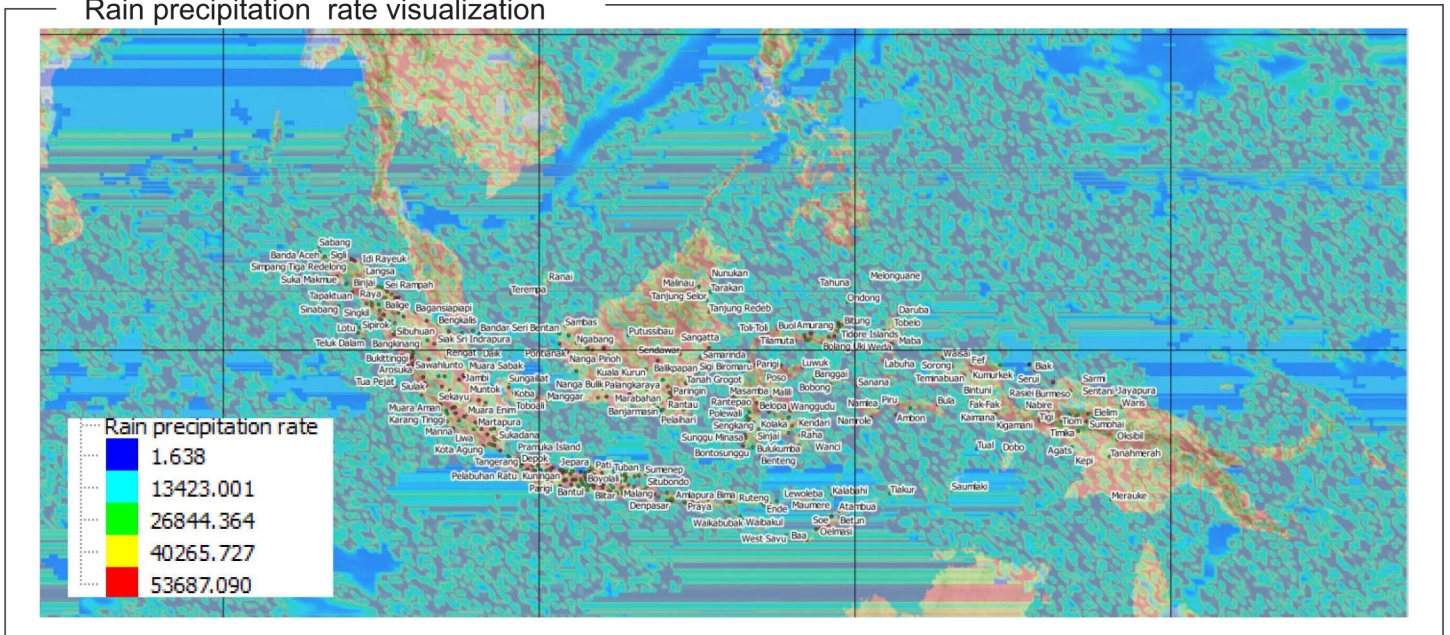 Rain precipitation rate visualization
Sabang
Banda Aceh Sigli Idi Rayeuk
Simpang Tiga Redelong Langsa
Suka Makmue Binjai Sei Rampah
Tapaktuan Raya Balige Bagansiapiapi
Sinabang Singkil Bengkalis
Lotu Sipirok Sibuhuan Bandar Seri Bentan
Teluk Dalam Bangkinang Siak Sri Indrapura
Bukittinggi Rengat Daik
Arosuka Sawahlunto Muara Sabak
Tua Pejat Siulak Jambi Sungailiat
Sekayu Muntok Koba
Muara Aman Muara Enim Toboali
Karang Tinggi Martapura
Manna Liwa Sukadana
Kota Agung Pramuka Island
Tangerang Depok Jepara Pati Tuban Sumenep
Pelabuhan Ratu Kuningan Boyolali Situbondo
Parigi Bantul Blitar Malang Amlapura Bima Ruteng
Denpasar Praya
Ranai
Terempa
Sambas
Ngabang
Pontianak
Nanga Pinoh
Kuala Kurun
Nanga Bulik Palangkaraya
Manggar Marabahan
Banjarmasin
Nunukan
Malinau Tarakan
Tanjung Selor
Tanjung Redeb
Putussibau Sangatta
Sendawar Samarinda
Balikpapan Sigi Biromaru
Tanah Grogot
Paringin
Rantau
Pelaihari
Tahuna Melonguane
Ondong
Daruba
Toli-Toli Buol Amurang Bitung Tobelo
Tilamuta Tidore Islands
Bolang Uki Weda Maba
Parigi Luwuk Labuha
Poso Banggai
Masamba Malili Bobong Sanana
Rantepao Belopa Wanggudu
Polewali Kolaka Kendari
Sengkang Sinjai Raha
Sunggu Minasa Bulukumba Wanci
Bontosunggu Benteng
Namlea Piru
Namrole Ambon
Bula
Waisai
Sorong Fef
Teminabuan Kumurkek Serui Biak
Bintuni Rasiei Burmeso Sarmi
Fak-Fak Nabire Sentani Jayapura
Kaimana Tigi Tiom Elelim Waris
Kigamani Sumohai
Timika Oksibil
Tual Dobo Agats Tanahmerah
Kepi
Merauke
Saumlaki
Lewoleba Kalabahi Tiakur
Ende Maumere Atambua
Waikabubak Waibakul Soe Betun
West Savu Baa Oelmasi
Rain precipitation rate
1.638
13423.001
26844.364
40265.727
53687.090